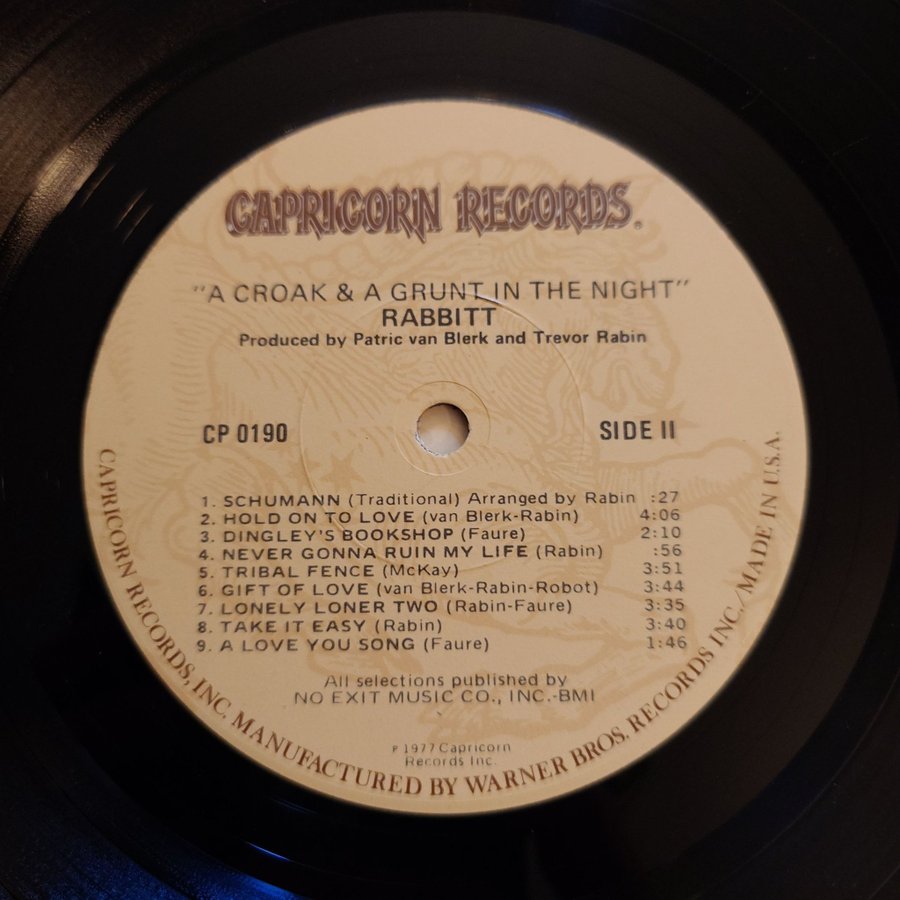 CAPRICORN RECORDS.
"A CROAK & A GRUNT IN THE NIGHT"
RABBITT
Produced by Patric van Blerk and Trevor Rabin
CP 0190
SIDE II
1. SCHUMANN (Traditional) Arranged by Rabin :27
2. HOLD ON TO LOVE (van Blerk-Rabin) 4:06
3. DINGLEY'S BOOKSHOP (Faure) 2:10
4. NEVER GONNA RUIN MY LIFE (Rabin) :56
5. TRIBAL FENCE (McKay) 3:51
6. GIFT OF LOVE (van Blerk-Rabin-Robot) 3:44
7. LONELY LONER TWO (Rabin-Faure) 3:35
8. TAKE IT EASY (Rabin) 3:40
9. A LOVE YOU SONG (Faure) 1:46
All selections published by
NO EXIT MUSIC CO., INC.-BMI
℗ 1977 Capricorn
Records Inc.
CAPRICORN RECORDS, INC. MANUFACTURED BY WARNER BROS. RECORDS INC./MADE IN U.S.A.